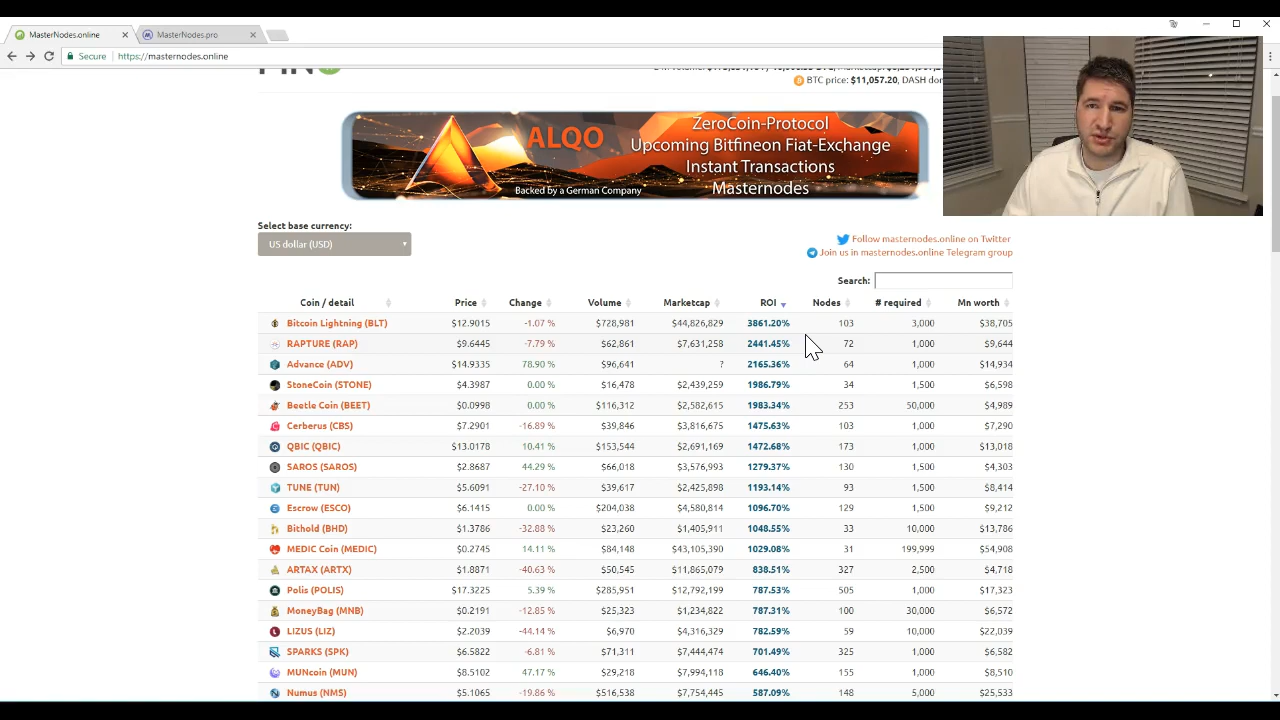 MasterNodes.online
MasterNodes.pro
Secure https://masternodes.online
BTC price: $11,057.20, DASH dom
ALQO
ZeroCoin-Protocol
Upcoming Bitfineon Fiat-Exchange
Instant Transactions
Masternodes
Backed by a German Company
Select base currency:
US dollar (USD)
Follow masternodes.online on Twitter
Join us in masternodes.online Telegram group
Search:
Coin / detail Price Change Volume Marketcap ROI Nodes # required Mn worth
Bitcoin Lightning (BLT) $12.9015 -1.07 % $728,981 $44,826,829 3861.20% 103 3,000 $38,705
RAPTURE (RAP) $9.6445 -7.79 % $62,861 $7,631,258 2441.45% 72 1,000 $9,644
Advance (ADV) $14.9335 78.90 % $96,641 ? 2165.36% 64 1,000 $14,934
StoneCoin (STONE) $4.3987 0.00 % $16,478 $2,439,259 1986.79% 34 1,500 $6,598
Beetle Coin (BEET) $0.0998 0.00 % $116,312 $2,582,615 1983.34% 253 50,000 $4,989
Cerberus (CBS) $7.2901 -16.89 % $39,846 $3,816,675 1475.63% 103 1,000 $7,290
QBIC (QBIC) $13.0178 10.41 % $153,544 $2,691,169 1472.68% 173 1,000 $13,018
SAROS (SAROS) $2.8687 44.29 % $66,018 $3,576,993 1279.37% 130 1,500 $4,303
TUNE (TUN) $5.6091 -27.10 % $39,617 $2,425,898 1193.14% 93 1,500 $8,414
Escrow (ESCO) $6.1415 0.00 % $204,038 $4,580,814 1096.70% 129 1,500 $9,212
Bithold (BHD) $1.3786 -32.88 % $23,260 $1,405,911 1048.55% 33 10,000 $13,786
MEDIC Coin (MEDIC) $0.2745 14.11 % $84,148 $43,105,390 1029.08% 31 199,999 $54,908
ARTAX (ARTX) $1.8871 -40.63 % $50,545 $11,865,079 838.51% 327 2,500 $4,718
Polis (POLIS) $17.3225 5.39 % $285,951 $12,792,199 787.53% 505 1,000 $17,323
MoneyBag (MNB) $0.2191 -12.85 % $25,323 $1,234,822 787.31% 100 30,000 $6,572
LIZUS (LIZ) $2.2039 -44.14 % $6,970 $4,316,329 782.59% 59 10,000 $22,039
SPARKS (SPK) $6.5822 -6.81 % $71,311 $7,444,474 701.49% 325 1,000 $6,582
MUNcoin (MUN) $8.5102 47.17 % $29,218 $7,994,118 646.40% 155 1,000 $8,510
Numus (NMS) $5.1065 -19.86 % $516,538 $7,754,445 587.09% 148 5,000 $25,533